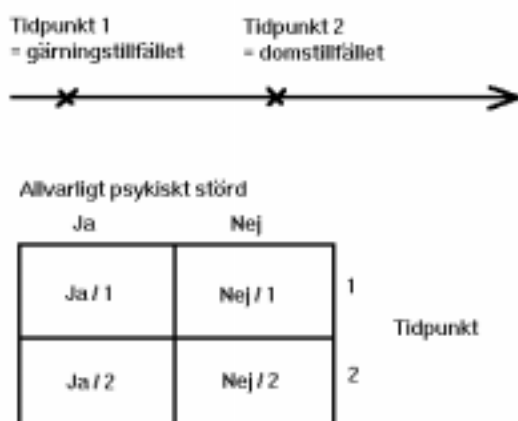 Tidpunkt 1 Tidpunkt 2
= gärningstillfället = domstillfället
Allvarligt psykiskt störd
Ja Nej
Ja / 1 Nej / 1 1
Tidpunkt
Ja / 2 Nej / 2 2